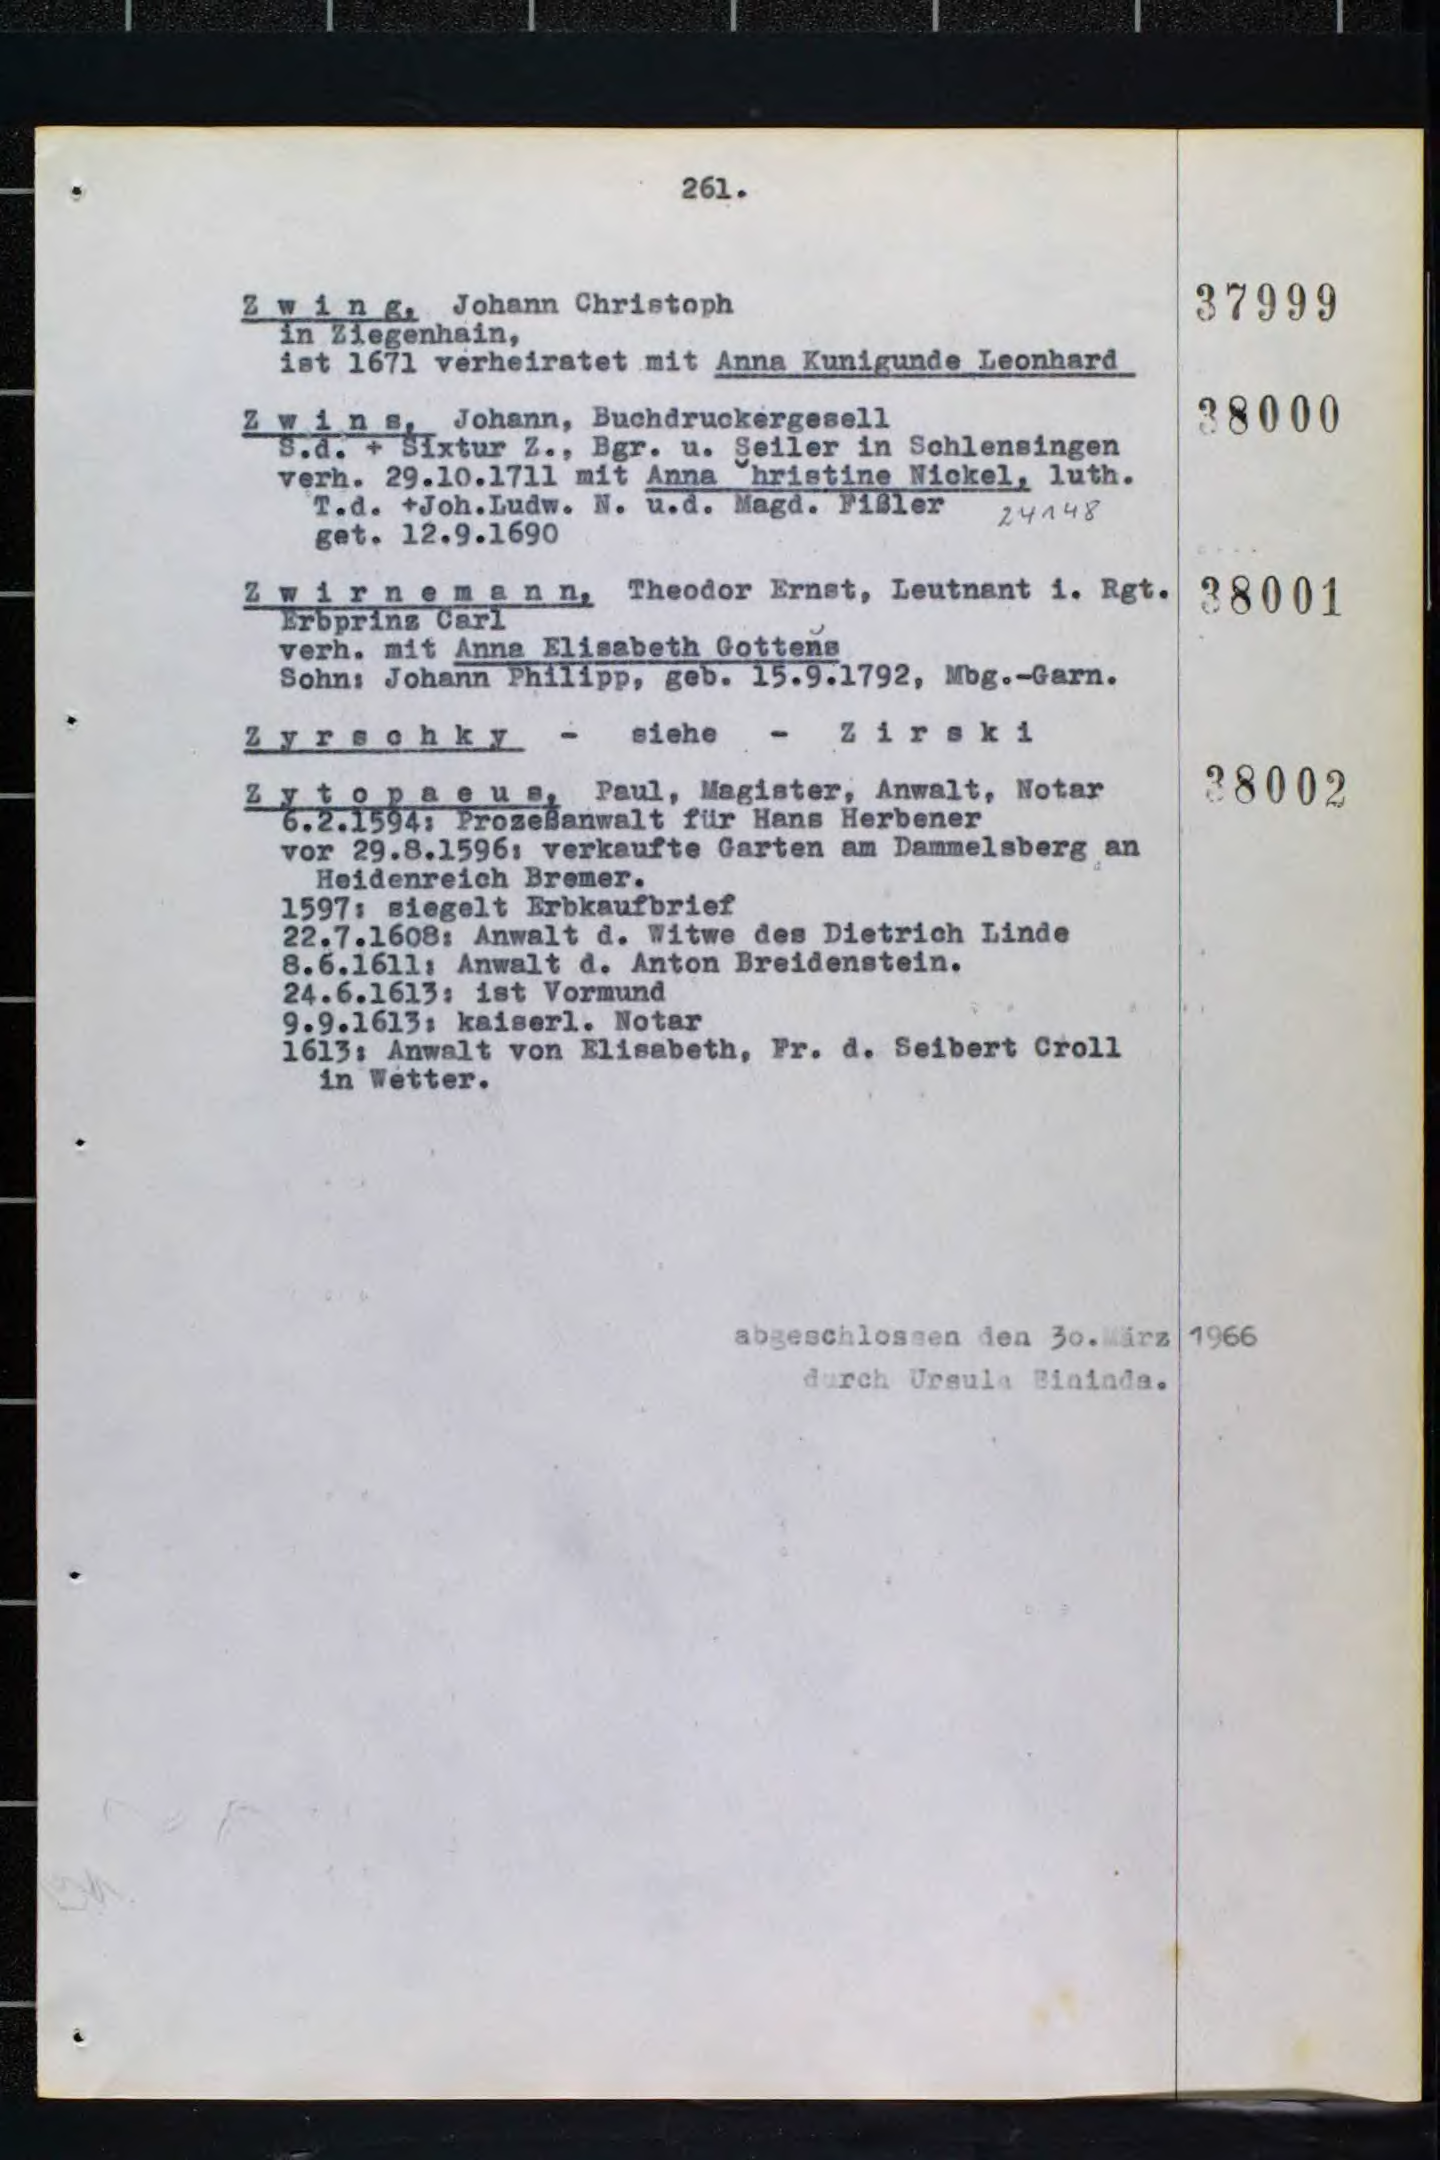 261.
Z w i n g, Johann Christoph 37999
in Ziegenhain,
ist 1671 verheiratet mit Anna Kunigunde Leonhard
Z w i n s, Johann, Buchdruckergesell 38000
S.d. + Sixtur Z., Bgr. u. Seiler in Schlensingen
verh. 29.10.1711 mit Anna Christine Nickel, luth.
T.d. +Joh.Ludw. N. u.d. Magd. Fißler 24148
get. 12.9.1690
Z w i r n e m a n n, Theodor Ernst, Leutnant i. Rgt. 38001
Erbprinz Carl
verh. mit Anna Elisabeth Gottens
Sohn: Johann Philipp, geb. 15.9.1792, Mbg.-Garn.
Z y r s c h k y - siehe - Z i r s k i
Z y t o p a e u s, Paul, Magister, Anwalt, Notar 38002
6.2.1594: Prozeßanwalt für Hans Herbener
vor 29.8.1596: verkaufte Garten am Dammelsberg an
Heidenreich Bremer.
1597: siegelt Erbkaufbrief
22.7.1608: Anwalt d. Witwe des Dietrich Linde
8.6.1611: Anwalt d. Anton Breidenstein.
24.6.1613: ist Vormund
9.9.1613: kaiserl. Notar
1613: Anwalt von Elisabeth, Fr. d. Seibert Croll
in Wetter.
abgeschlossen den 30.März 1966
durch Ursula